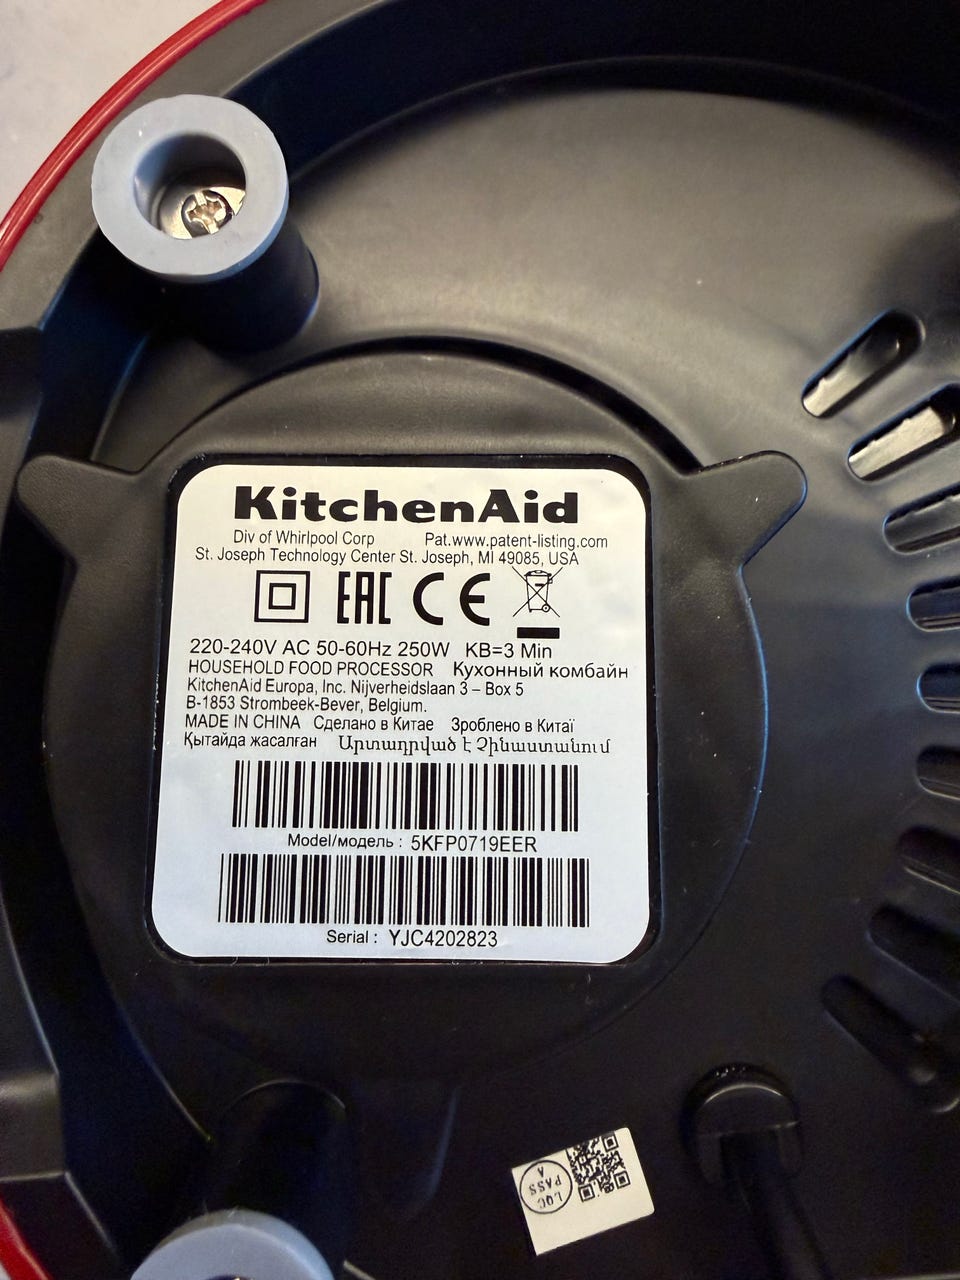 KitchenAid
Div of Whirlpool Corp Pat.www.patent-listing.com
St. Joseph Technology Center St. Joseph, MI 49085, USA
EAC CE
220-240V AC 50-60Hz 250W KB=3 Min
HOUSEHOLD FOOD PROCESSOR Кухонный комбайн
KitchenAid Europa, Inc. Nijverheidslaan 3 – Box 5
B-1853 Strombeek-Bever, Belgium.
MADE IN CHINA Сделано в Китае Зроблено в Китаї
Қытайда жасалған Արտադրված է Չինաստանում
Model/модель : 5KFP0719EER
Serial : YJC4202823
LQC
PASS
A